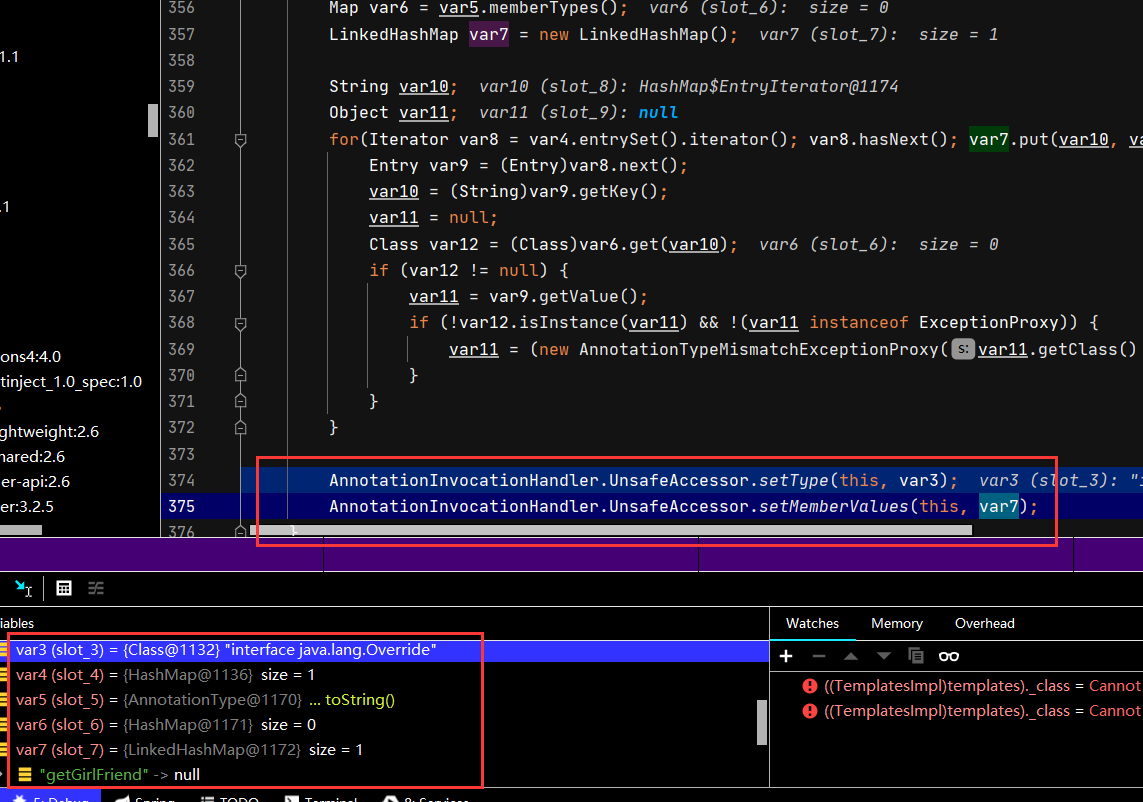 356 Map var6 = var5.memberTypes(); var6 (slot_6): size = 0
357 LinkedHashMap var7 = new LinkedHashMap(); var7 (slot_7): size = 1
1.1
358
359 String var10; var10 (slot_8): HashMap$EntryIterator@1174
360 Object var11; var11 (slot_9): null
361 for(Iterator var8 = var4.entrySet().iterator(); var8.hasNext(); var7.put(var10, va
362 Entry var9 = (Entry)var8.next();
363 var10 = (String)var9.getKey();
.1
364 var11 = null;
365 Class var12 = (Class)var6.get(var10); var6 (slot_6): size = 0
366 if (var12 != null) {
367 var11 = var9.getValue();
368 if (!var12.isInstance(var11) && !(var11 instanceof ExceptionProxy)) {
ons4:4.0
369 var11 = (new AnnotationTypeMismatchExceptionProxy( s: var11.getClass()
370 }
tinject_1.0_spec:1.0
371 }
372 }
ghtweight:2.6
373
hared:2.6
374 AnnotationInvocationHandler.UnsafeAccessor.setType(this, var3); var3 (slot_3): "i
er-api:2.6
375 AnnotationInvocationHandler.UnsafeAccessor.setMemberValues(this, var7);
er:3.2.5
376 }
iables
Watches Memory Overhead
var3 (slot_3) = {Class@1132} "interface java.lang.Override"
var4 (slot_4) = {HashMap@1136} size = 1
var5 (slot_5) = {AnnotationType@1170} ... toString()
var6 (slot_6) = {HashMap@1171} size = 0
var7 (slot_7) = {LinkedHashMap@1172} size = 1
"getGirlFriend" -> null
((TemplatesImpl)templates)._class = Cannot
((TemplatesImpl)templates)._class = Cannot
5: Debug Spring TODO Terminal 8: Services